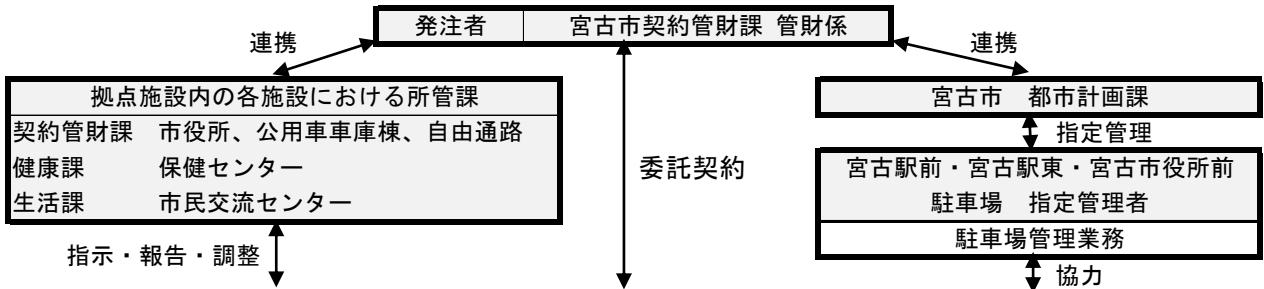 発注者 宮古市契約管財課 管財係
連携
連携
拠点施設内の各施設における所管課
契約管財課 市役所、公用車車庫棟、自由通路
健康課 保健センター
生活課 市民交流センター
指示・報告・調整
委託契約
宮古市 都市計画課
指定管理
宮古駅前・宮古駅東・宮古市役所前
駐車場 指定管理者
駐車場管理業務
協力